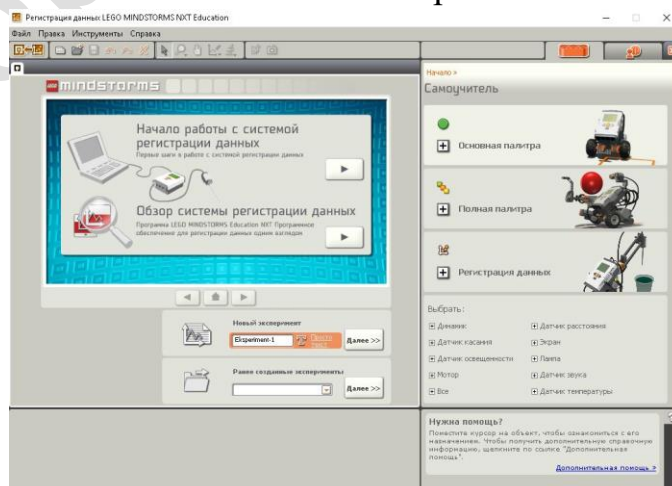 Регистрация данных LEGO MINDSTORMS NXT Education
Файл Правка Инструменты Справка
mindstorms
Начало работы с системой
регистрации данных
Первые шаги в работе с системой регистрации данных
Обзор системы регистрации данных
Программа LEGO MINDSTORMS Education NXT Программное
обеспечение для регистрации данных одним взглядом
Новый эксперимент
Eksperiment-1
Далее >>
Ранее созданные эксперименты
Далее >>
Начало »
Самоучитель
Основная палитра
Полная палитра
Регистрация данных
Выбрать:
Динамик
Датчик расстояния
Датчик касания
Экран
Датчик освещенности
Лампа
Мотор
Датчик звука
Все
Датчик температуры
Нужна помощь?
Поместите курсор на объект, чтобы ознакомиться с его
назначением. Чтобы получить дополнительную справочную
информацию, щелкните по ссылке "Дополнительная
помощь".
Дополнительная помощь »